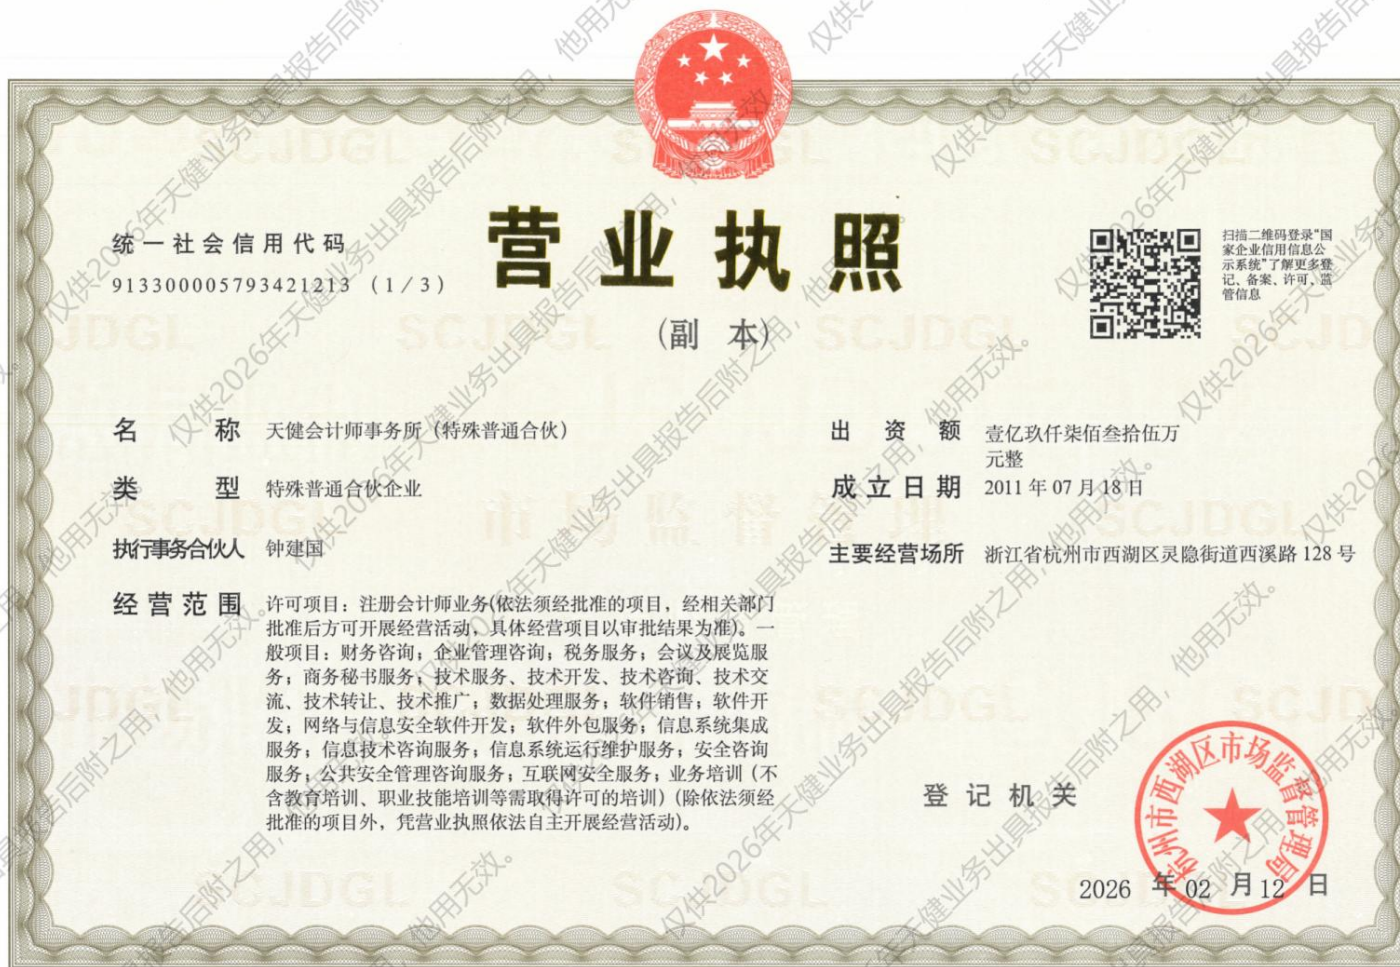 统一社会信用代码
913300005793421213 (1/3)
营业执照
(副 本)
扫描二维码登录“国
家企业信用信息公
示系统”了解更多登
记、备案、许可、监
管信息
名 称 天健会计师事务所（特殊普通合伙）
类 型 特殊普通合伙企业
执行事务合伙人 钟建国
经营范围 许可项目：注册会计师业务(依法须经批准的项目，经相关部门
批准后方可开展经营活动，具体经营项目以审批结果为准)。一
般项目：财务咨询；企业管理咨询；税务服务；会议及展览服
务；商务秘书服务；技术服务、技术开发、技术咨询、技术交
流、技术转让、技术推广；数据处理服务；软件销售；软件开
发；网络与信息安全软件开发；软件外包服务；信息系统集成
服务；信息技术咨询服务；信息系统运行维护服务；安全咨询
服务；公共安全管理咨询服务；互联网安全服务；业务培训（不
含教育培训、职业技能培训等需取得许可的培训）(除依法须经
批准的项目外，凭营业执照依法自主开展经营活动)。
出 资 额 壹亿玖仟柒佰叁拾伍万
元整
成立日期 2011 年 07 月 18 日
主要经营场所 浙江省杭州市西湖区灵隐街道西溪路 128 号
登记机关
杭州市西湖区市场监督管理局
2026 年 02 月 12 日
仅供2026年天健业务出具报告后附之用，他用无效。
SCJDGL
市场监督管理